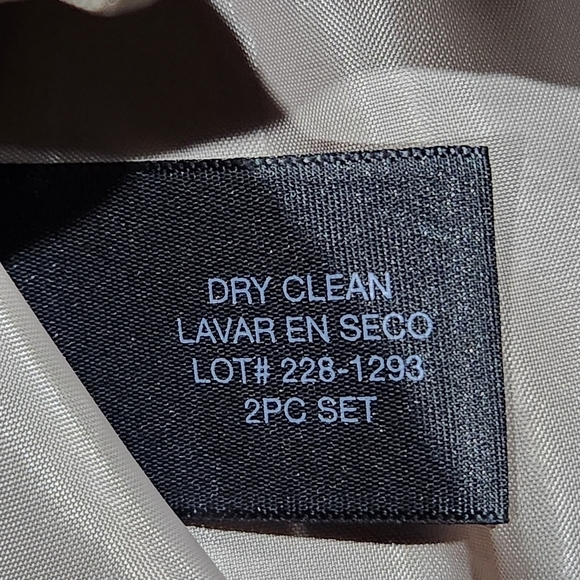 DRY CLEAN
LAVAR EN SECO
LOT# 228-1293
2PC SET